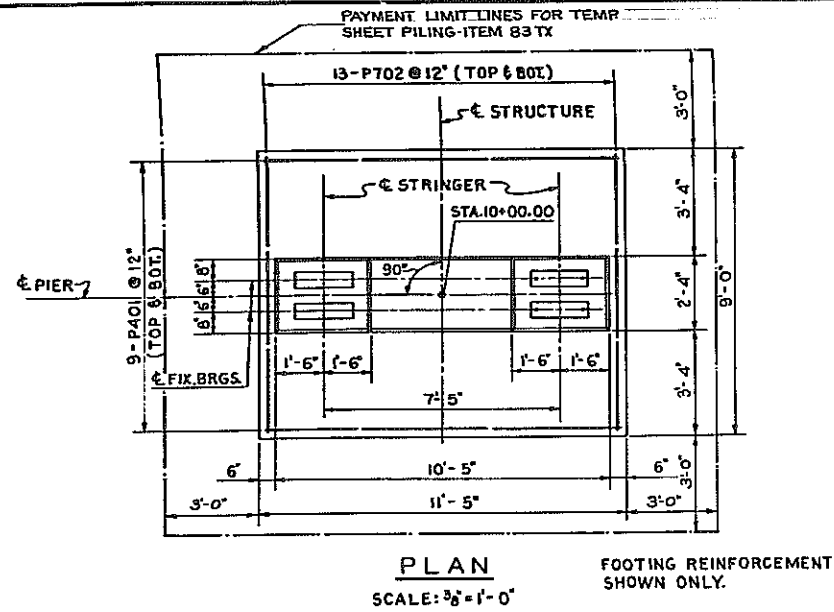 PAYMENT LIMIT LINES FOR TEMP
SHEET PILING-ITEM 83TX
13-P702 @ 12" (TOP & BOT.)
℄ STRUCTURE
3'-0"
℄ STRINGER
STA.10+00.00
3'-4"
90°
℄ PIER
9-P401 @ 12"
(TOP & BOT.)
8"
6"
6"
8"
2'-4"
9'-0"
℄ FIX. BRGS.
1'-6"
1'-6"
1'-6"
1'-6"
7'-5"
3'-4"
6"
10'-5"
6"
3'-0"
3'-0"
11'-5"
3'-0"
PLAN
SCALE: 3/8"=1'-0"
FOOTING REINFORCEMENT
SHOWN ONLY.